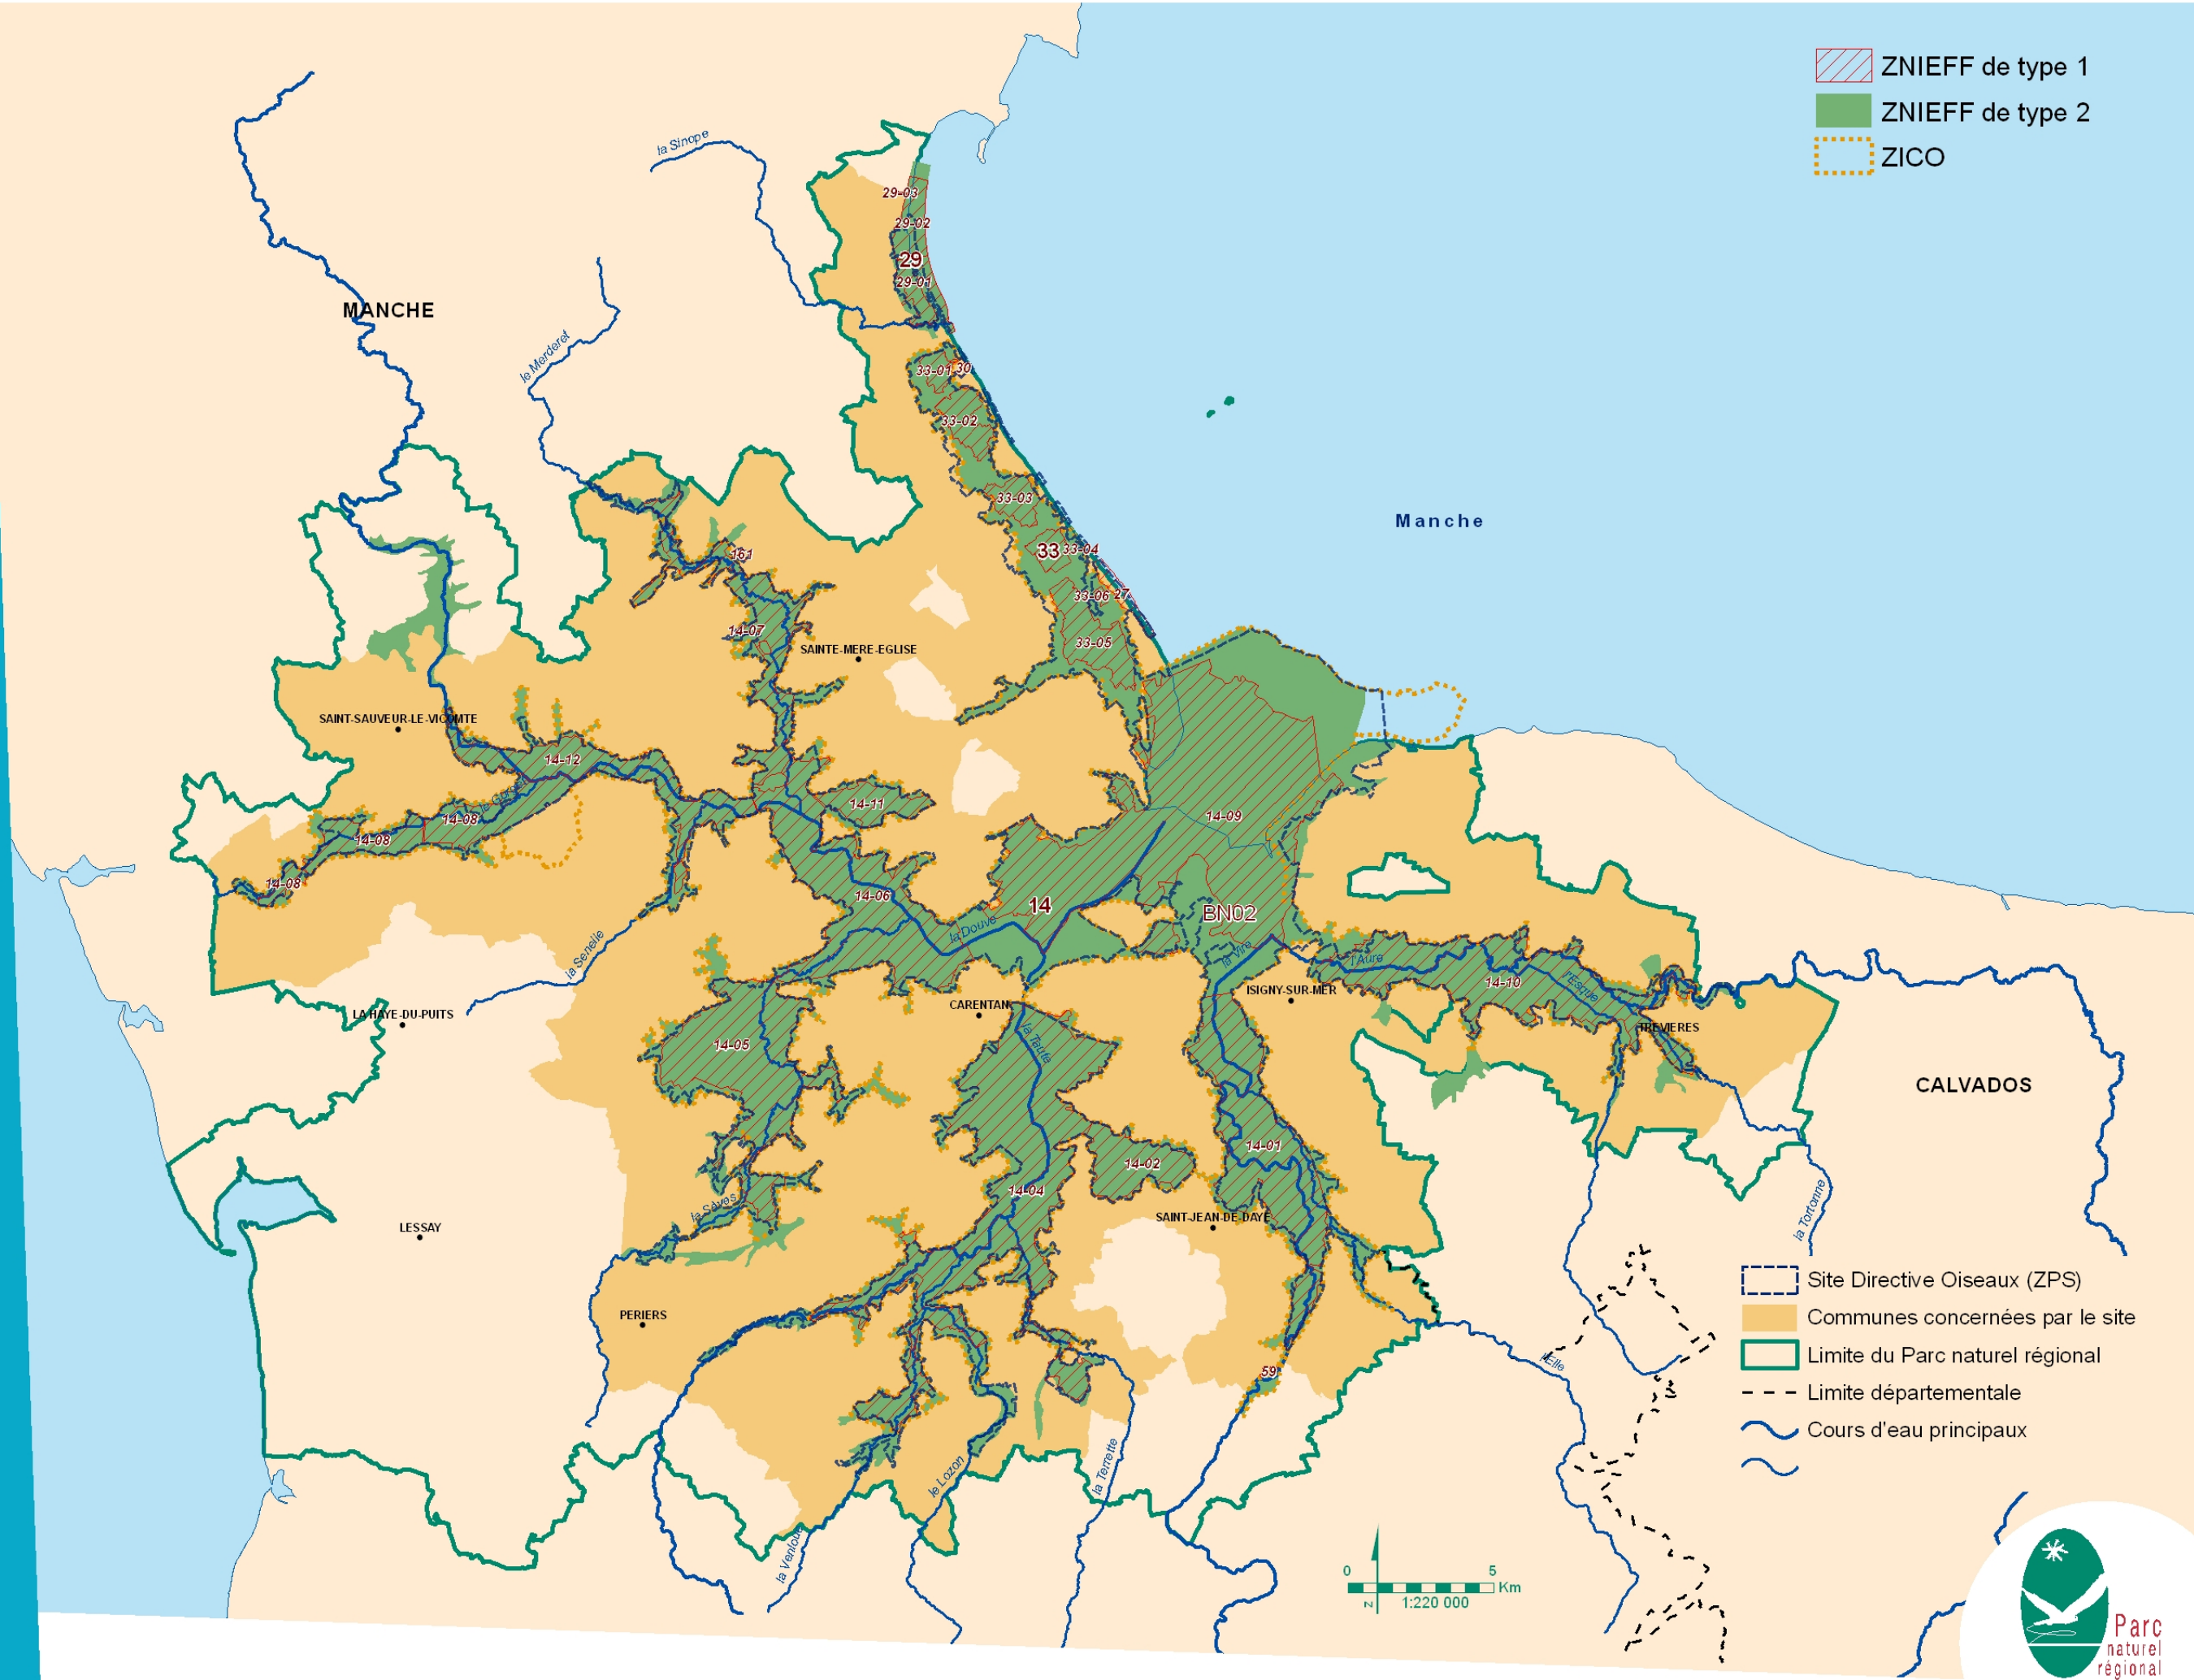 ZNIEFF de type 1
ZNIEFF de type 2
ZICO
la Sinope
29-03
29-02
29
29-01
MANCHE
le Merderet
33-01
30
33-02
33-03
Manche
33
33-04
161
33-06
27
14-07
33-05
SAINTE-MERE-EGLISE
SAINT-SAUVEUR-LE-VICOMTE
14-12
14-11
14-09
14-08
14-08
14-08
14-06
14
BN02
la Douve
la Senelle
la Vire
l'Aure
14-10
l'Esque
ISIGNY-SUR-MER
CARENTAN
LA HAYE-DU-PUITS
TREVIERES
la Taute
14-05
CALVADOS
14-01
14-02
14-04
la Sèves
SAINT-JEAN-DE-DAYE
LESSAY
la Tortonne
Site Directive Oiseaux (ZPS)
Communes concernées par le site
Limite du Parc naturel régional
Limite départementale
Cours d'eau principaux
PERIERS
l'Elle
59
le Lozon
la Terrette
0 5
Km
N
1:220 000
Parc
naturel
régional